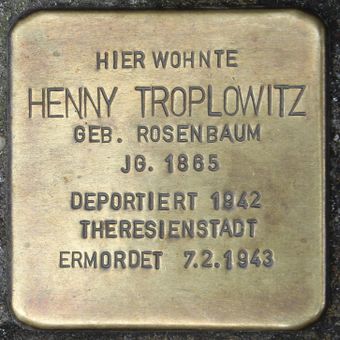 HIER WOHNTE
HENNY TROPLOWITZ
GEB. ROSENBAUM
JG. 1865
DEPORTIERT 1942
THERESIENSTADT
ERMORDET 7.2.1943